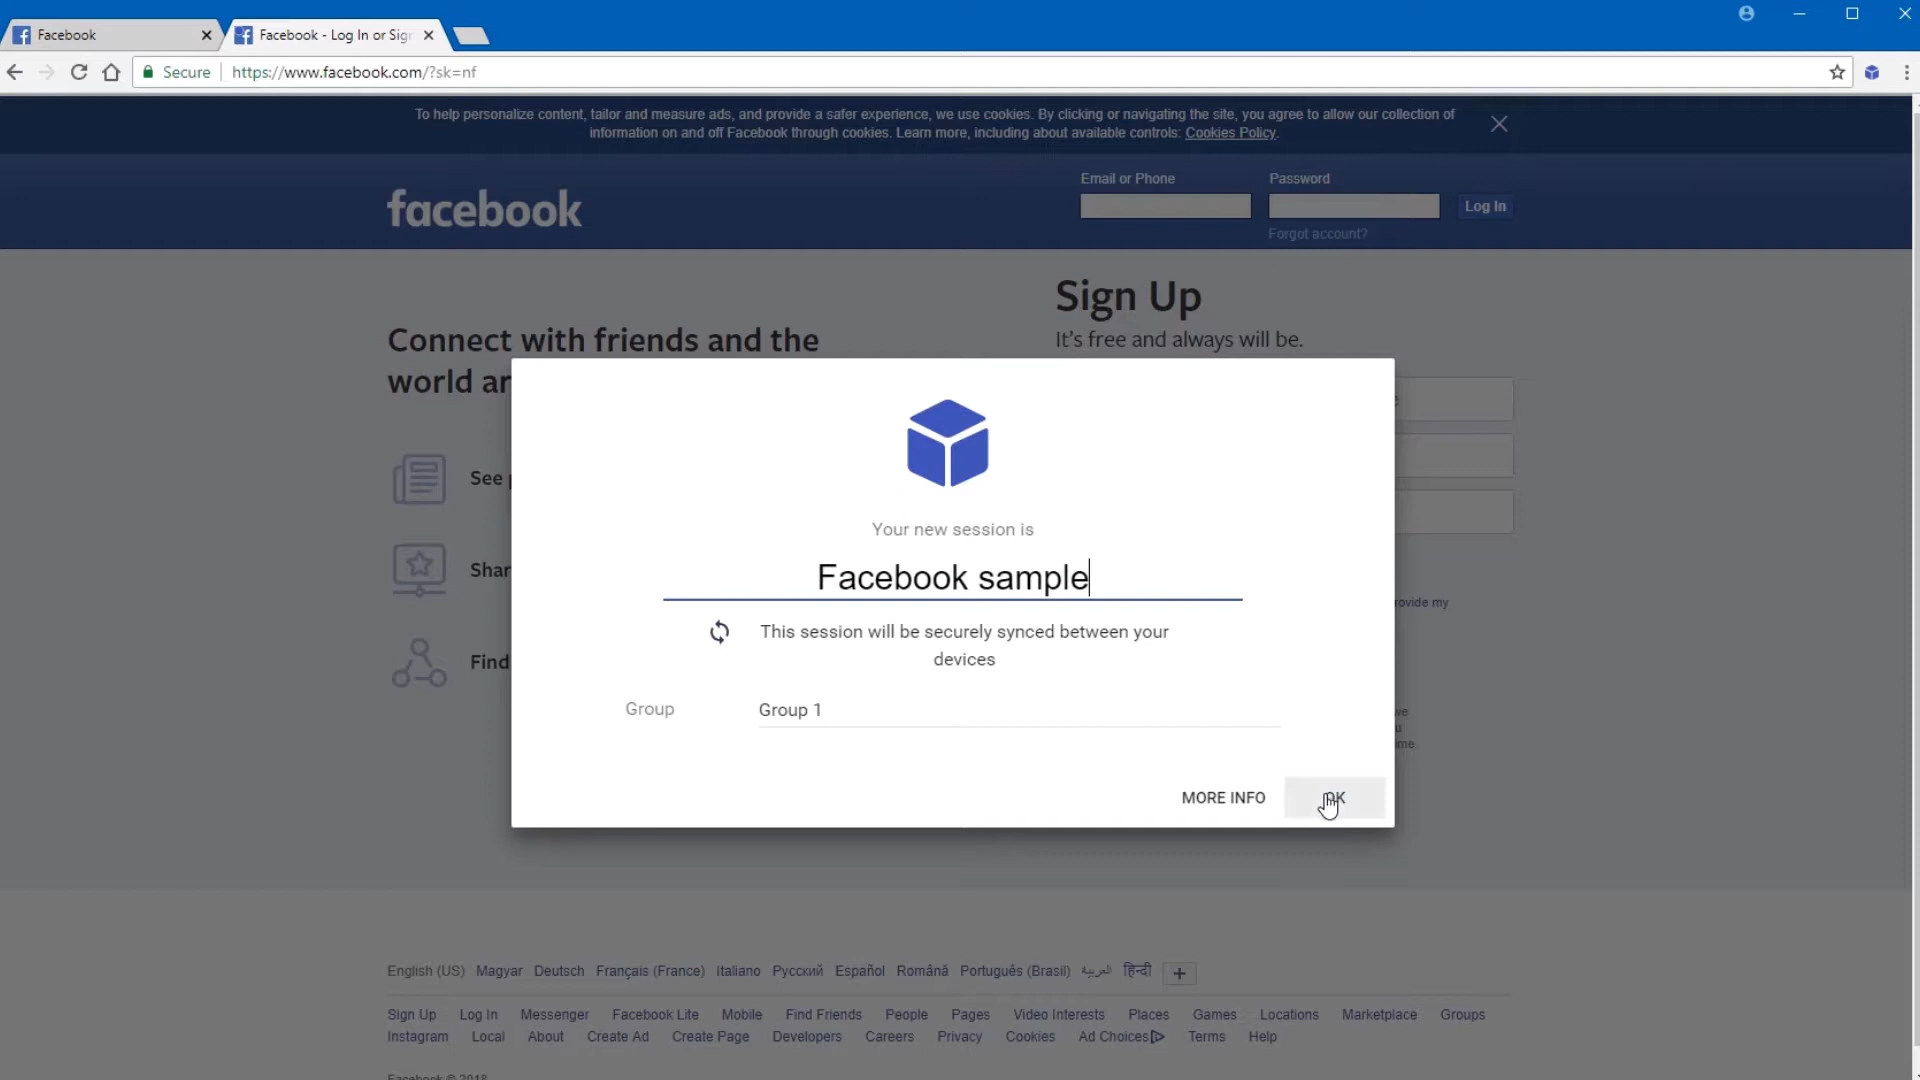 Facebook
Facebook - Log In or Sign
Secure
https://www.facebook.com/?sk=nf
To help personalize content, tailor and measure ads, and provide a safer experience, we use cookies. By clicking or navigating the site, you agree to allow our collection of
information on and off Facebook through cookies. Learn more, including about available controls: Cookies Policy.
Email or Phone
Password
facebook
Log In
Forgot account?
Sign Up
It's free and always will be.
Connect with friends and the
world ar
See
Shar
Find
rovide my
we
me.
Your new session is
Facebook sample
This session will be securely synced between your
devices
Group
Group 1
MORE INFO
OK
English (US) Magyar Deutsch Français (France) Italiano Русский Español Română Português (Brasil) العربية हिन्दी +
Sign Up Log In Messenger Facebook Lite Mobile Find Friends People Pages Video Interests Places Games Locations Marketplace Groups
Instagram Local About Create Ad Create Page Developers Careers Privacy Cookies Ad Choices Terms Help
Facebook © 2018